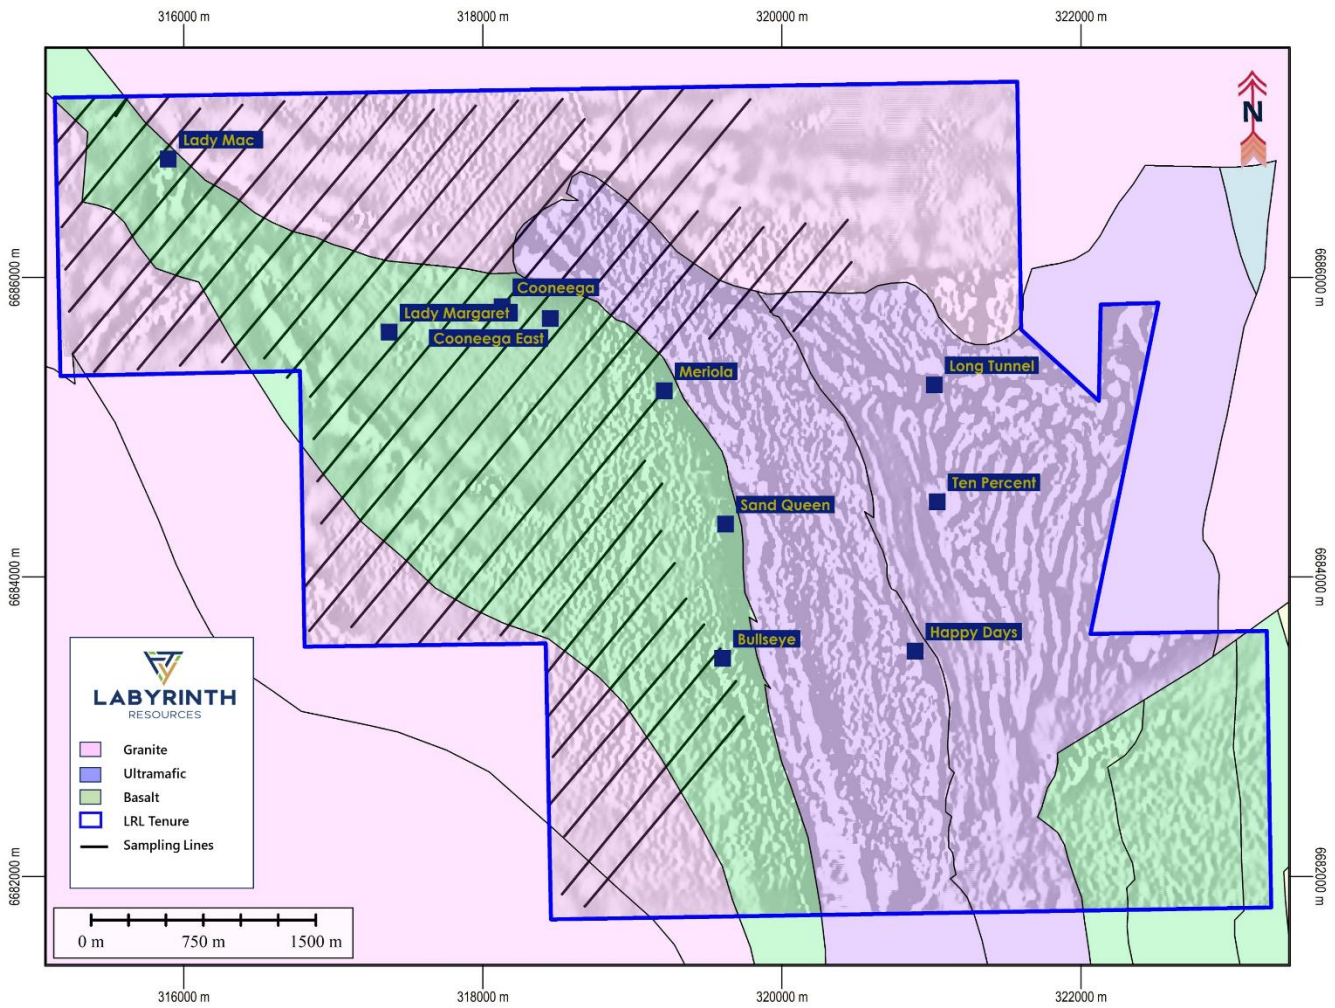 316000 m
318000 m
320000 m
322000 m
N
Lady Mac
6686000 m
6686000 m
Cooneega
Lady Margaret
Cooneega East
Meriola
Long Tunnel
Ten Percent
Sand Queen
6684000 m
6684000 m
Happy Days
Bullseye
LABYRINTH
RESOURCES
Granite
Ultramafic
Basalt
LRL Tenure
Sampling Lines
6682000 m
6682000 m
0 m
750 m
1500 m
316000 m
318000 m
320000 m
322000 m